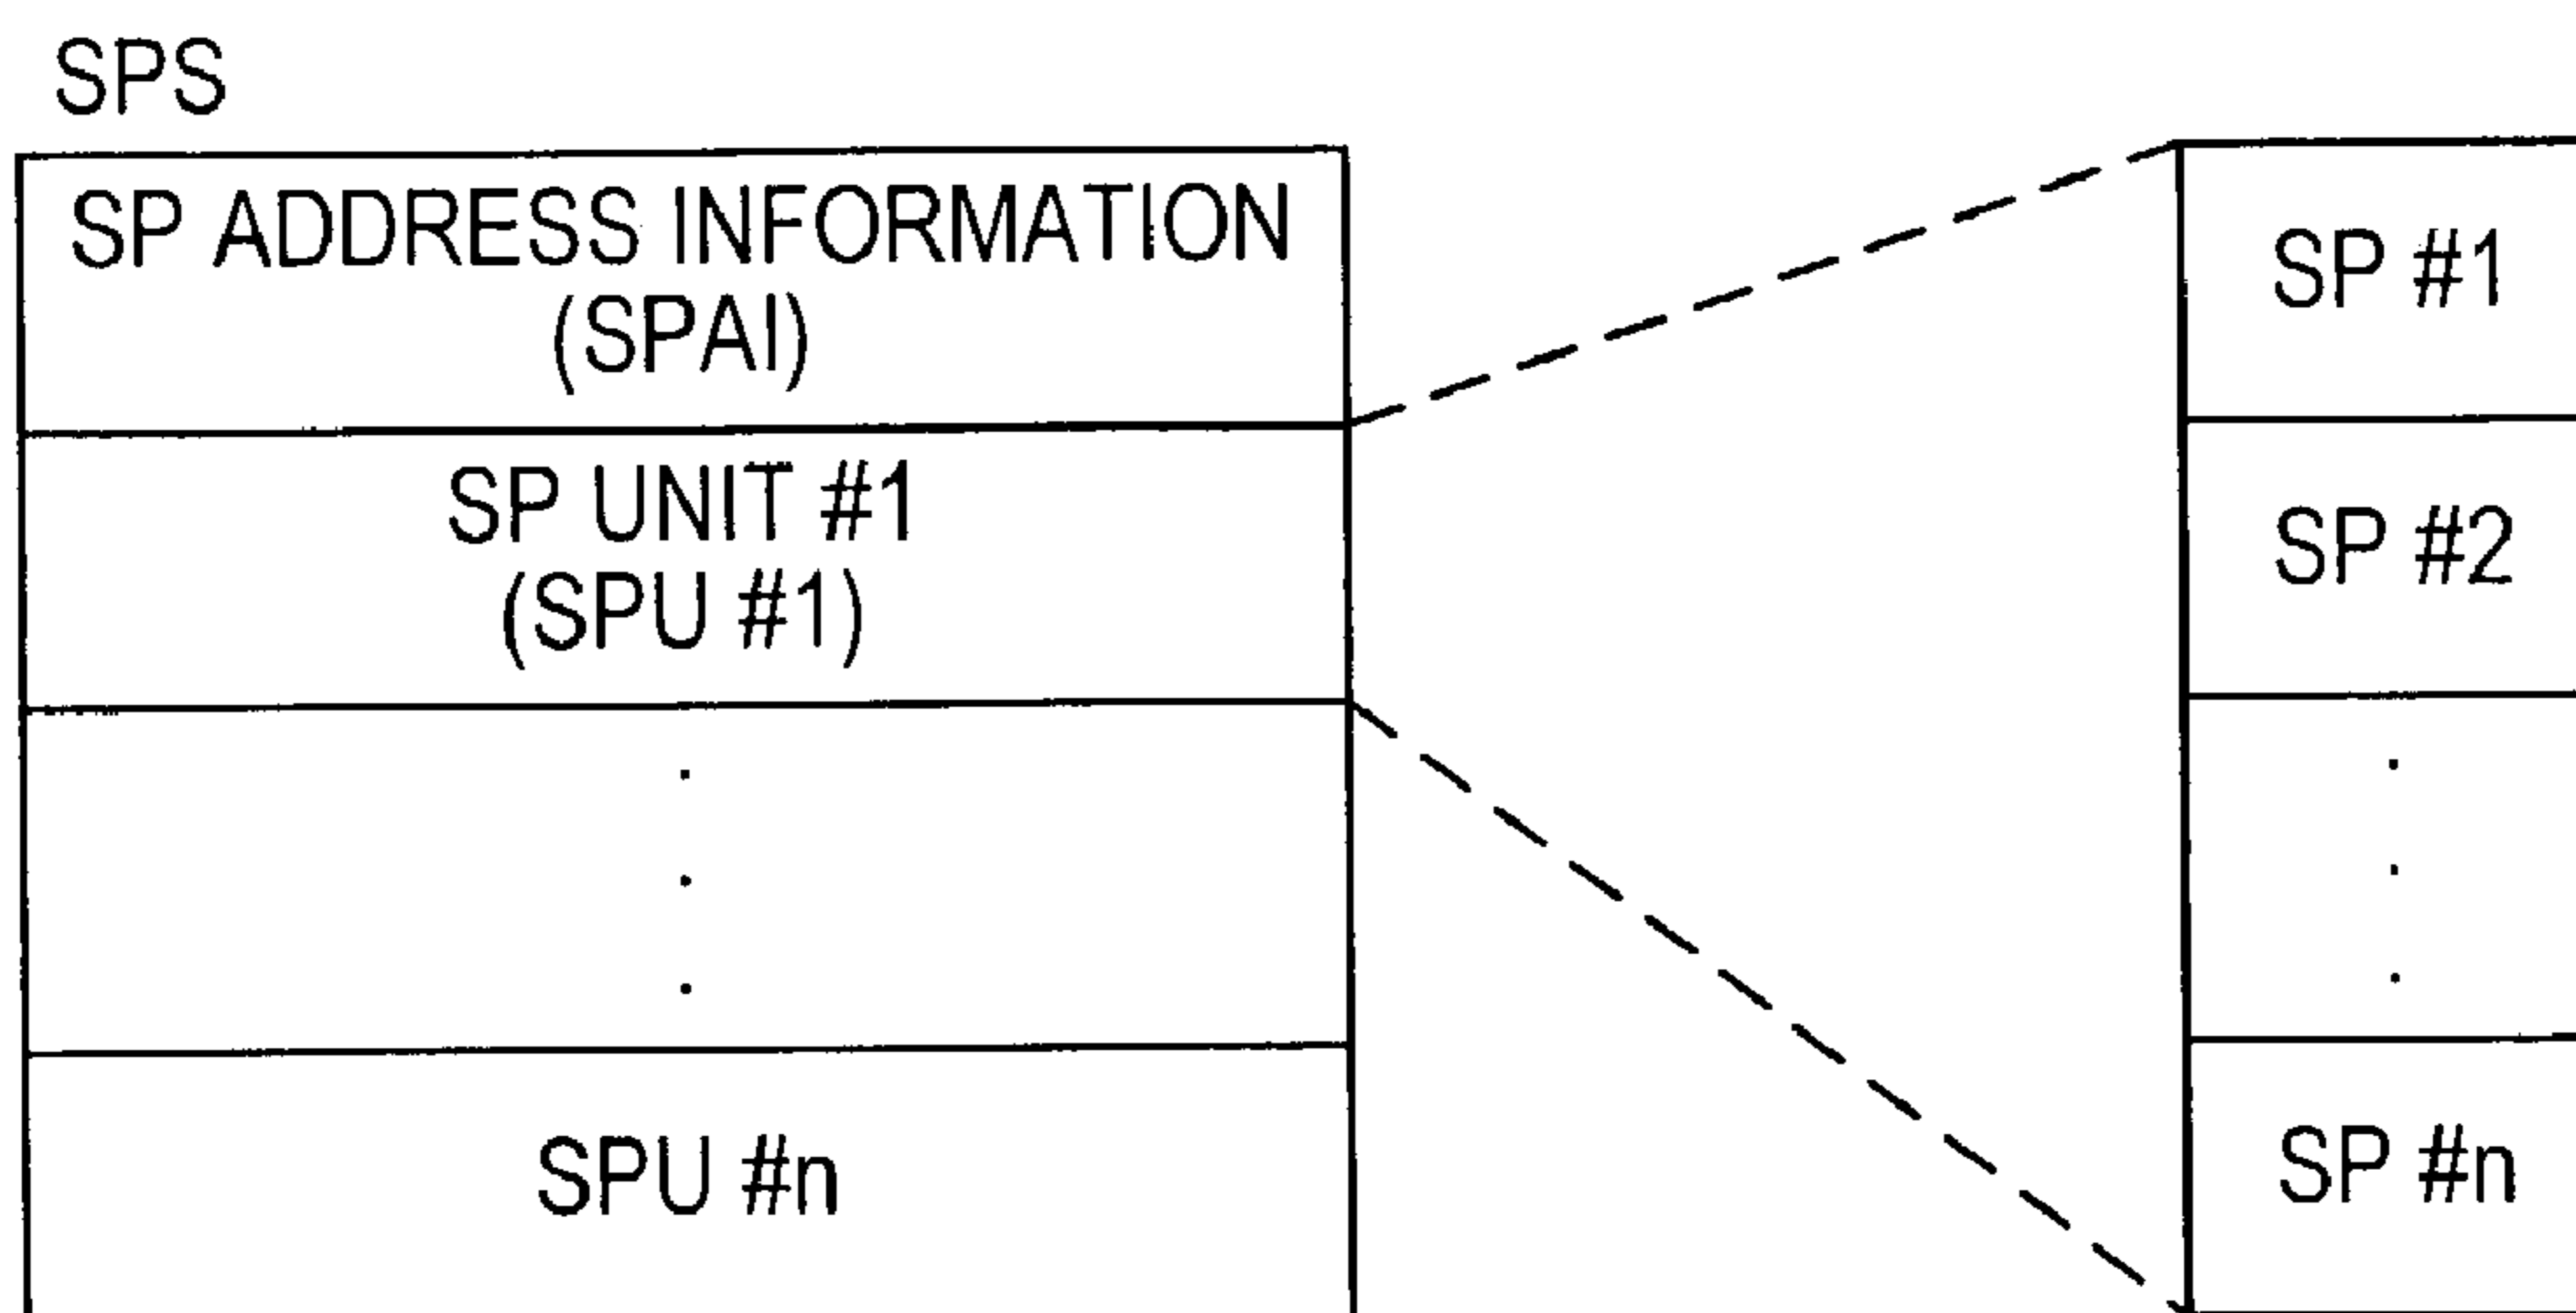 SPS
SP ADDRESS INFORMATION
(SPAI)
SP UNIT #1
(SPU #1)
.
.
.
SPU #n
SP #1
SP #2
.
.
.
SP #n